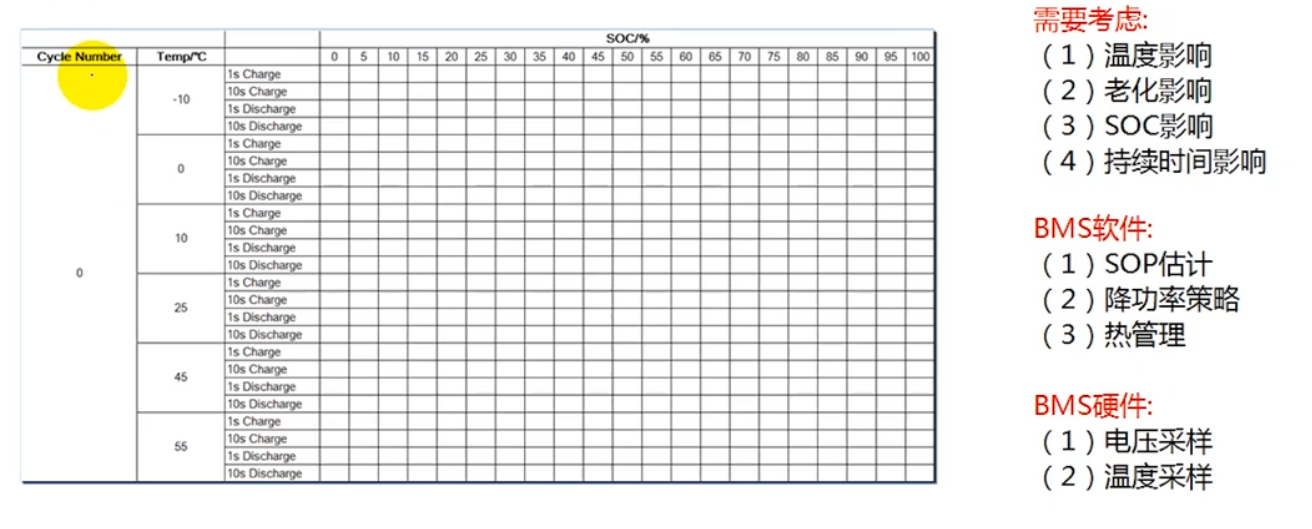 SOC/%
Cycle Number Temp/℃ 0 5 10 15 20 25 30 35 40 45 50 55 60 65 70 75 80 85 90 95 100
0
-10
1s Charge
10s Charge
1s Discharge
10s Discharge
0
1s Charge
10s Charge
1s Discharge
10s Discharge
10
1s Charge
10s Charge
1s Discharge
10s Discharge
25
1s Charge
10s Charge
1s Discharge
10s Discharge
45
1s Charge
10s Charge
1s Discharge
10s Discharge
55
1s Charge
10s Charge
1s Discharge
10s Discharge
需要考虑:
（1）温度影响
（2）老化影响
（3）SOC影响
（4）持续时间影响
BMS软件:
（1）SOP估计
（2）降功率策略
（3）热管理
BMS硬件:
（1）电压采样
（2）温度采样